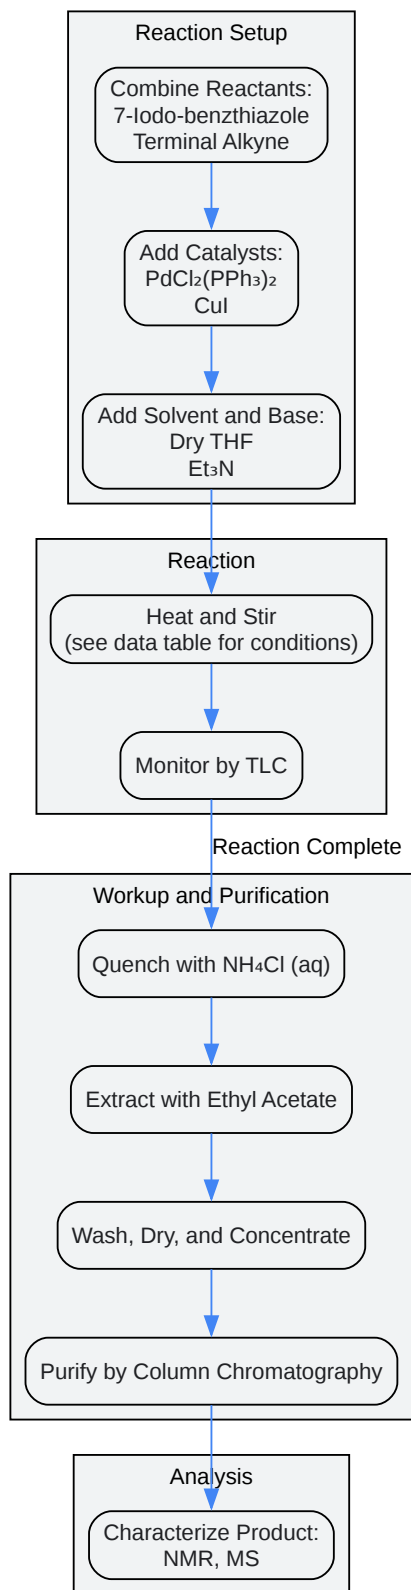 Reaction Setup
Combine Reactants:
7-Iodo-benzthiazole
Terminal Alkyne
Add Catalysts:
PdCl₂(PPh₃)₂
CuI
Add Solvent and Base:
Dry THF
Et₃N
Reaction
Heat and Stir
(see data table for conditions)
Monitor by TLC
Reaction Complete
Workup and Purification
Quench with NH₄Cl (aq)
Extract with Ethyl Acetate
Wash, Dry, and Concentrate
Purify by Column Chromatography
Analysis
Characterize Product:
NMR, MS